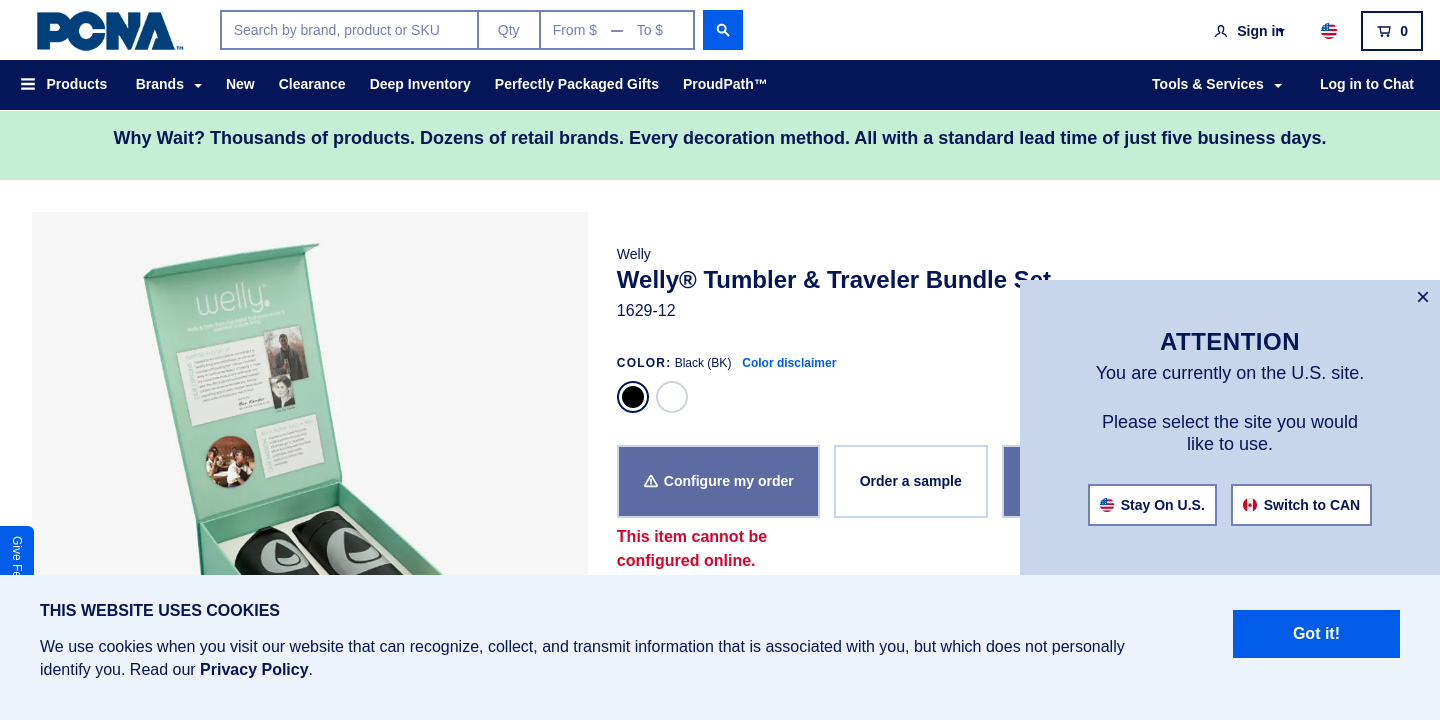 PCNA™
Search by brand, product or SKU
Qty
From $ — To $
Sign in
0
Products
Brands
New
Clearance
Deep Inventory
Perfectly Packaged Gifts
ProudPath™
Tools & Services
Log in to Chat
Why Wait? Thousands of products. Dozens of retail brands. Every decoration method. All with a standard lead time of just five business days.
welly
Welly
Welly® Tumbler & Traveler Bundle Set
1629-12
COLOR: Black (BK) Color disclaimer
Configure my order
Order a sample
This item cannot be
configured online.
×
ATTENTION
You are currently on the U.S. site.
Please select the site you would
like to use.
Stay On U.S.
Switch to CAN
Give Fe
THIS WEBSITE USES COOKIES
We use cookies when you visit our website that can recognize, collect, and transmit information that is associated with you, but which does not personally
identify you. Read our Privacy Policy.
Got it!